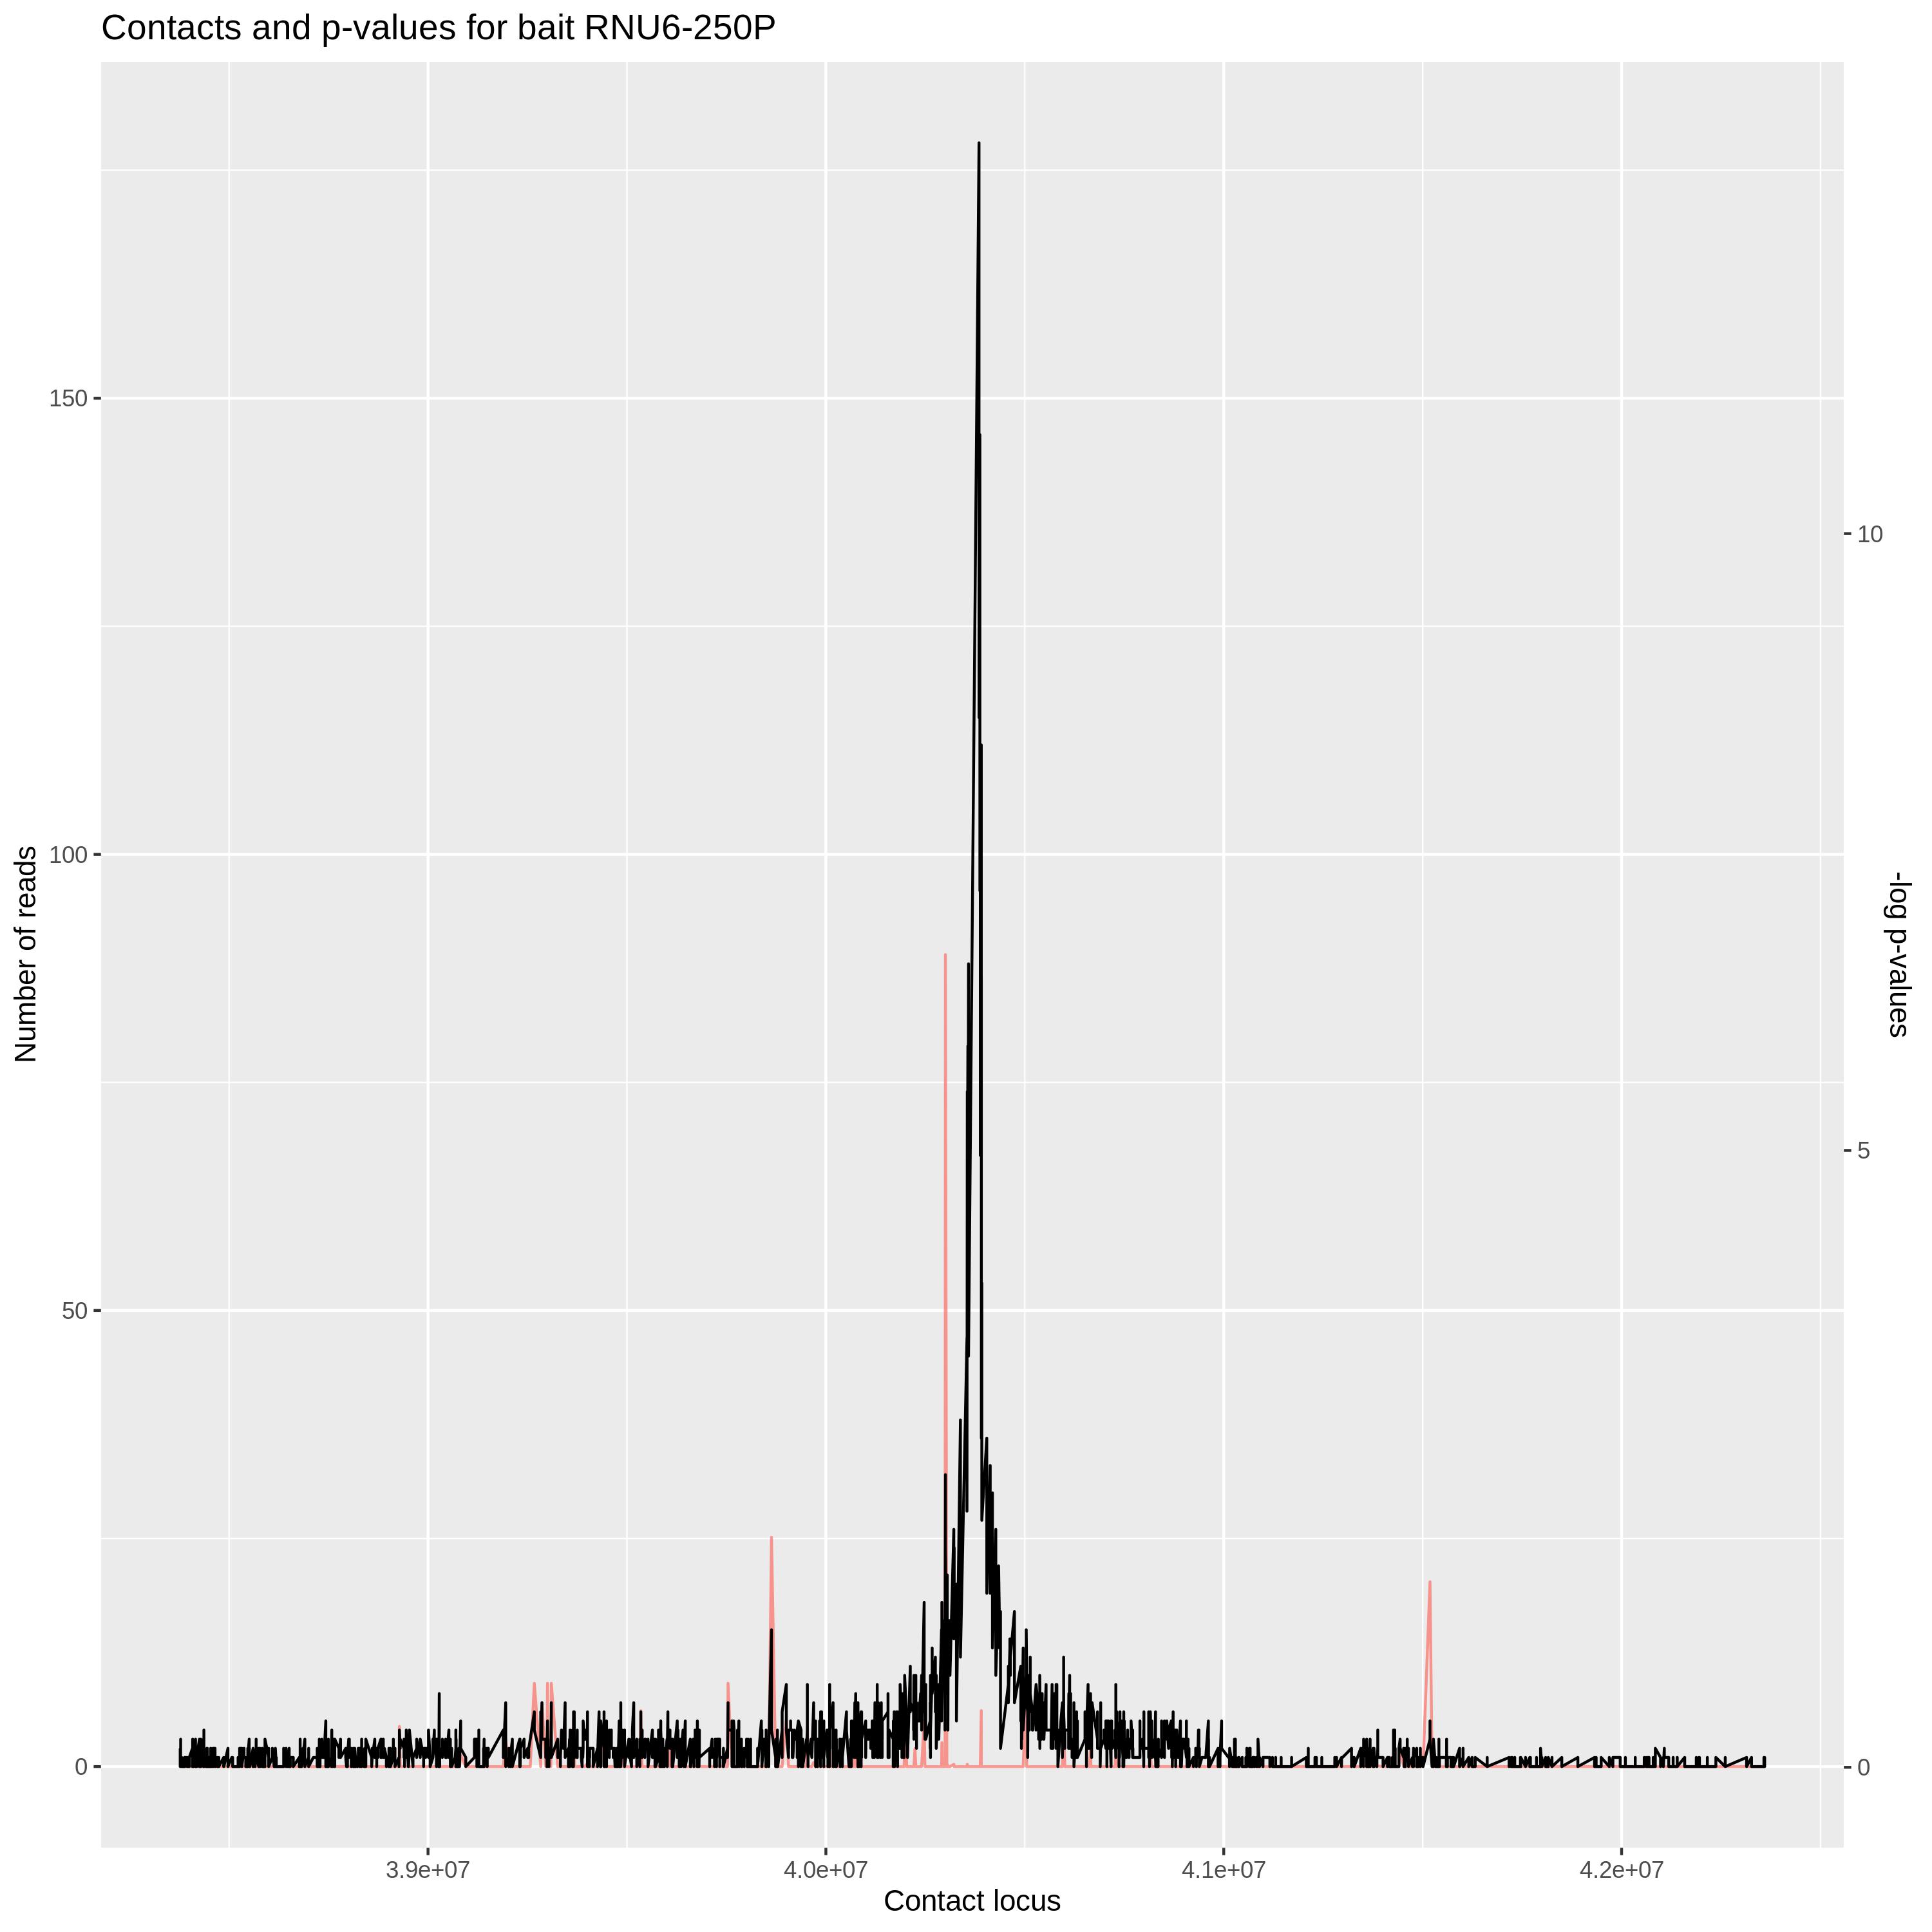 Contacts and p-values for bait RNU6-250P
150
100
50
0
Number of reads
10
5
0
-log p-values
3.9e+07
4.0e+07
4.1e+07
4.2e+07
Contact locus